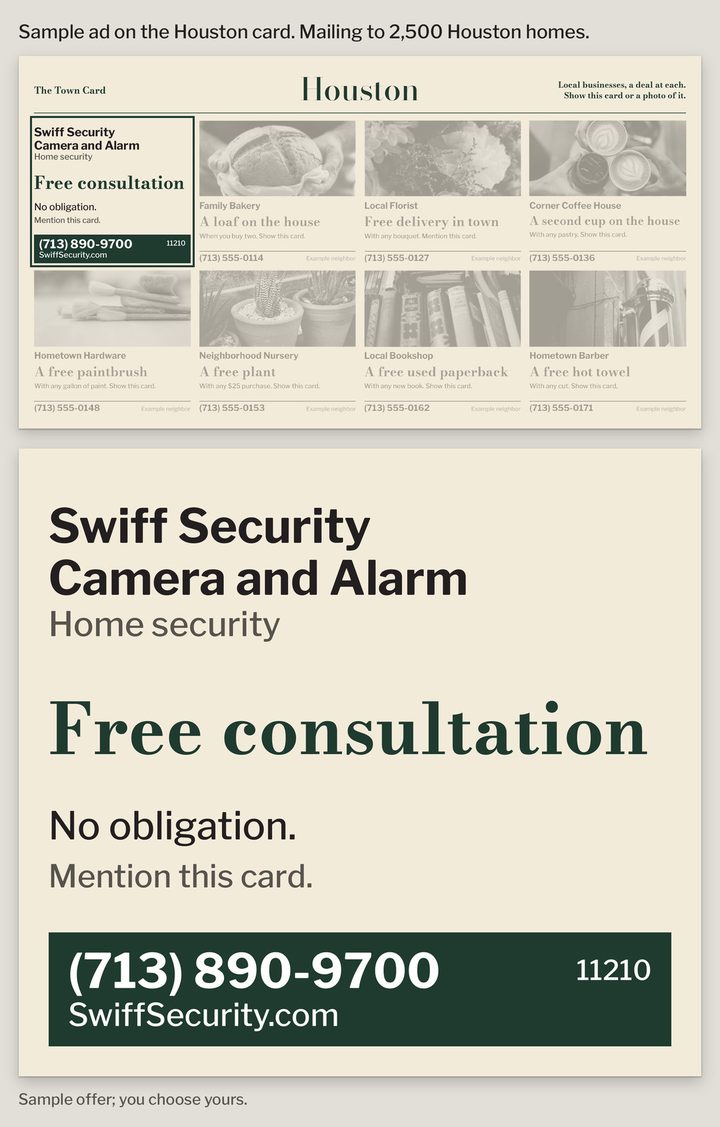 Sample ad on the Houston card. Mailing to 2,500 Houston homes.
The Town Card
Houston
Local businesses, a deal at each.
Show this card or a photo of it.
Swiff Security
Camera and Alarm
Home security
Free consultation
No obligation.
Mention this card.
(713) 890-9700
11210
SwiffSecurity.com
Family Bakery
A loaf on the house
When you buy two. Show this card.
(713) 555-0114
Example neighbor
Local Florist
Free delivery in town
With any bouquet. Mention this card.
(713) 555-0127
Example neighbor
Corner Coffee House
A second cup on the house
With any pastry. Show this card.
(713) 555-0136
Example neighbor
Hometown Hardware
A free paintbrush
With any gallon of paint. Show this card.
(713) 555-0148
Example neighbor
Neighborhood Nursery
A free plant
With any $25 purchase. Show this card.
(713) 555-0153
Example neighbor
Local Bookshop
A free used paperback
With any new book. Show this card.
(713) 555-0162
Example neighbor
Hometown Barber
A free hot towel
With any cut. Show this card.
(713) 555-0171
Example neighbor
Swiff Security
Camera and Alarm
Home security
Free consultation
No obligation.
Mention this card.
(713) 890-9700
11210
SwiffSecurity.com
Sample offer; you choose yours.